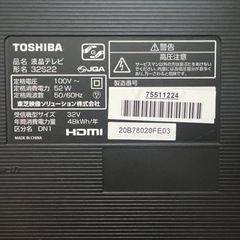 TOSHIBA
品名 液晶テレビ
形名 32S22
JQA
定格電圧 100V～
定格消費電力 52W
定格周波数 50/60Hz
東芝映像ソリューション株式会社
受信機型サイズ 32V
年間消費電力量 48kWh/年
区分名 DN1
HDMI
MADE IN CHINA
警告
高圧注意
75511224
20B78020FE03